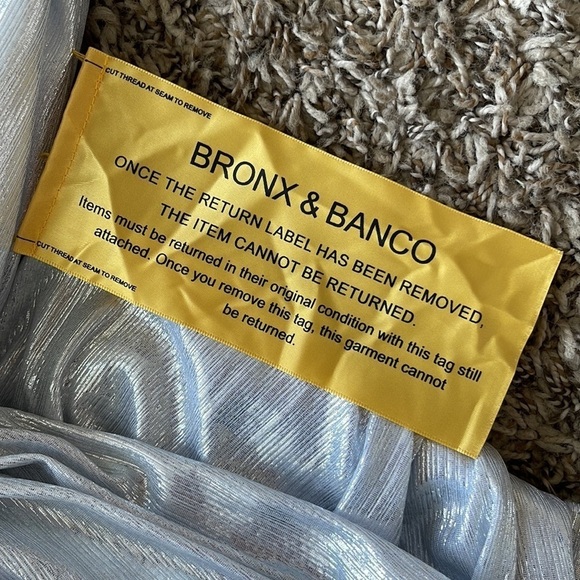 CUT THREAD AT SEAM TO REMOVE
BRONX & BANCO
ONCE THE RETURN LABEL HAS BEEN REMOVED,
THE ITEM CANNOT BE RETURNED.
Items must be returned in their original condition with this tag still
attached. Once you remove this tag, this garment cannot
be returned.
CUT THREAD AT SEAM TO REMOVE